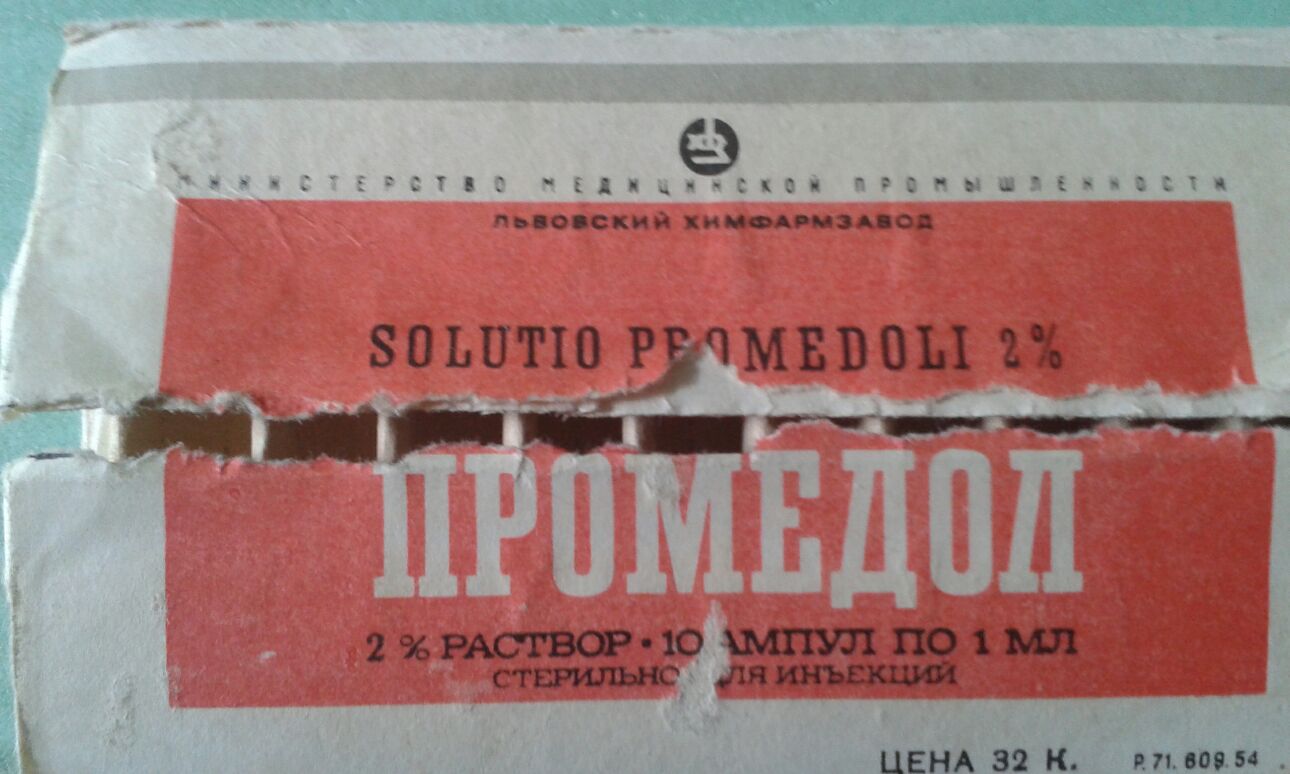 МИНИСТЕРСТВО МЕДИЦИНСКОЙ ПРОМЫШЛЕННОСТИ
ЛЬВОВСКИЙ ХИМФАРМЗАВОД
SOLUTIO PROMEDOLI 2%
ПРОМЕДОЛ
2 % РАСТВОР · 10 АМПУЛ ПО 1 МЛ
СТЕРИЛЬНО ДЛЯ ИНЪЕКЦИЙ
ЦЕНА 32 К. Р. 71. 609. 54